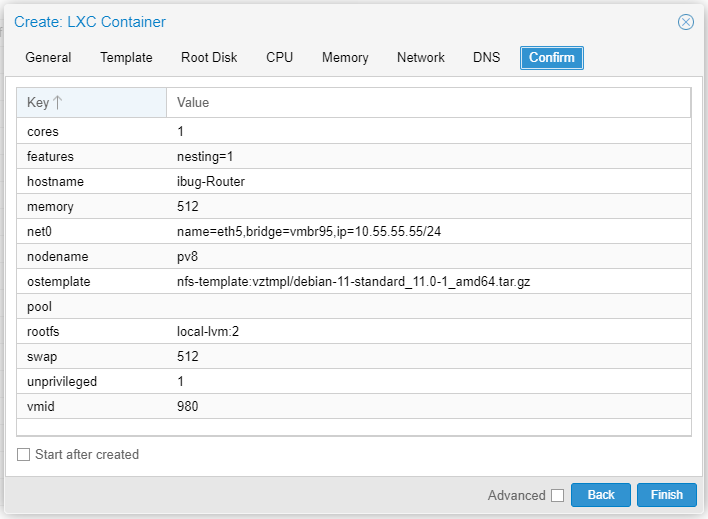 Create: LXC Container
General Template Root Disk CPU Memory Network DNS Confirm
Key Value
cores 1
features nesting=1
hostname ibug-Router
memory 512
net0 name=eth5,bridge=vmbr95,ip=10.55.55.55/24
nodename pv8
ostemplate nfs-template:vztmpl/debian-11-standard_11.0-1_amd64.tar.gz
pool
rootfs local-lvm:2
swap 512
unprivileged 1
vmid 980
Start after created
Advanced Back Finish